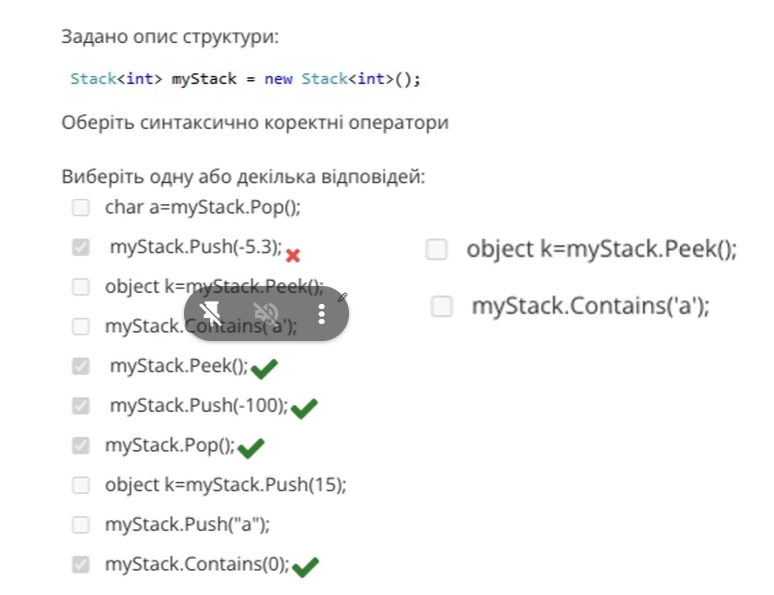 Задано опис структури:
Stack<int> myStack = new Stack<int>();
Оберіть синтаксично коректні оператори
Виберіть одну або декілька відповідей:
char a=myStack.Pop();
myStack.Push(-5.3);
object k=myStack.Peek();
myStack.Contains('a');
myStack.Peek();
myStack.Push(-100);
myStack.Pop();
object k=myStack.Push(15);
myStack.Push("a");
myStack.Contains(0);
object k=myStack.Peek();
myStack.Contains('a');